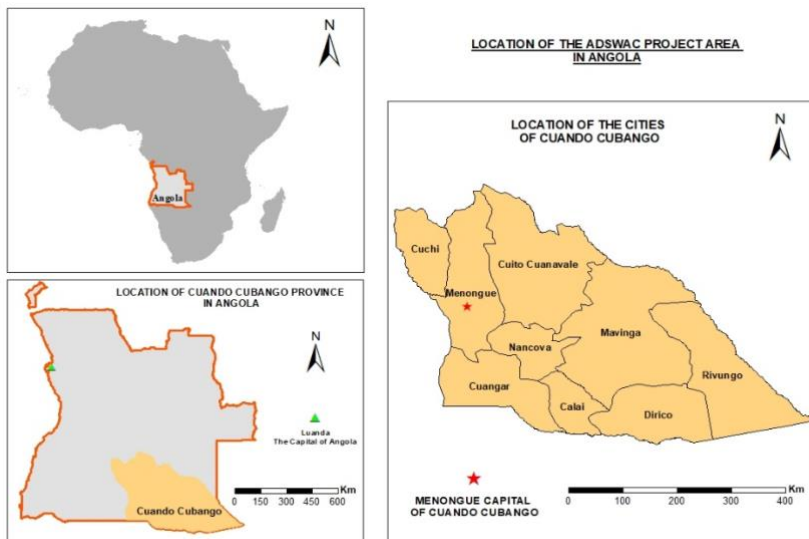 N
Angola
LOCATION OF CUANDO CUBANGO PROVINCE
IN ANGOLA
N
Luanda
The Capital of Angola
Km
0 150 300 450 600
Cuando Cubango
LOCATION OF THE ADSWAC PROJECT AREA
IN ANGOLA
LOCATION OF THE CITIES
OF CUANDO CUBANGO
N
Cuchi
Cuito Cuanavale
Menongue
Mavinga
Nancova
Rivungo
Cuangar
Calai
Dirico
MENONGUE CAPITAL
OF CUANDO CUBANGO
Km
0 100 200 300 400